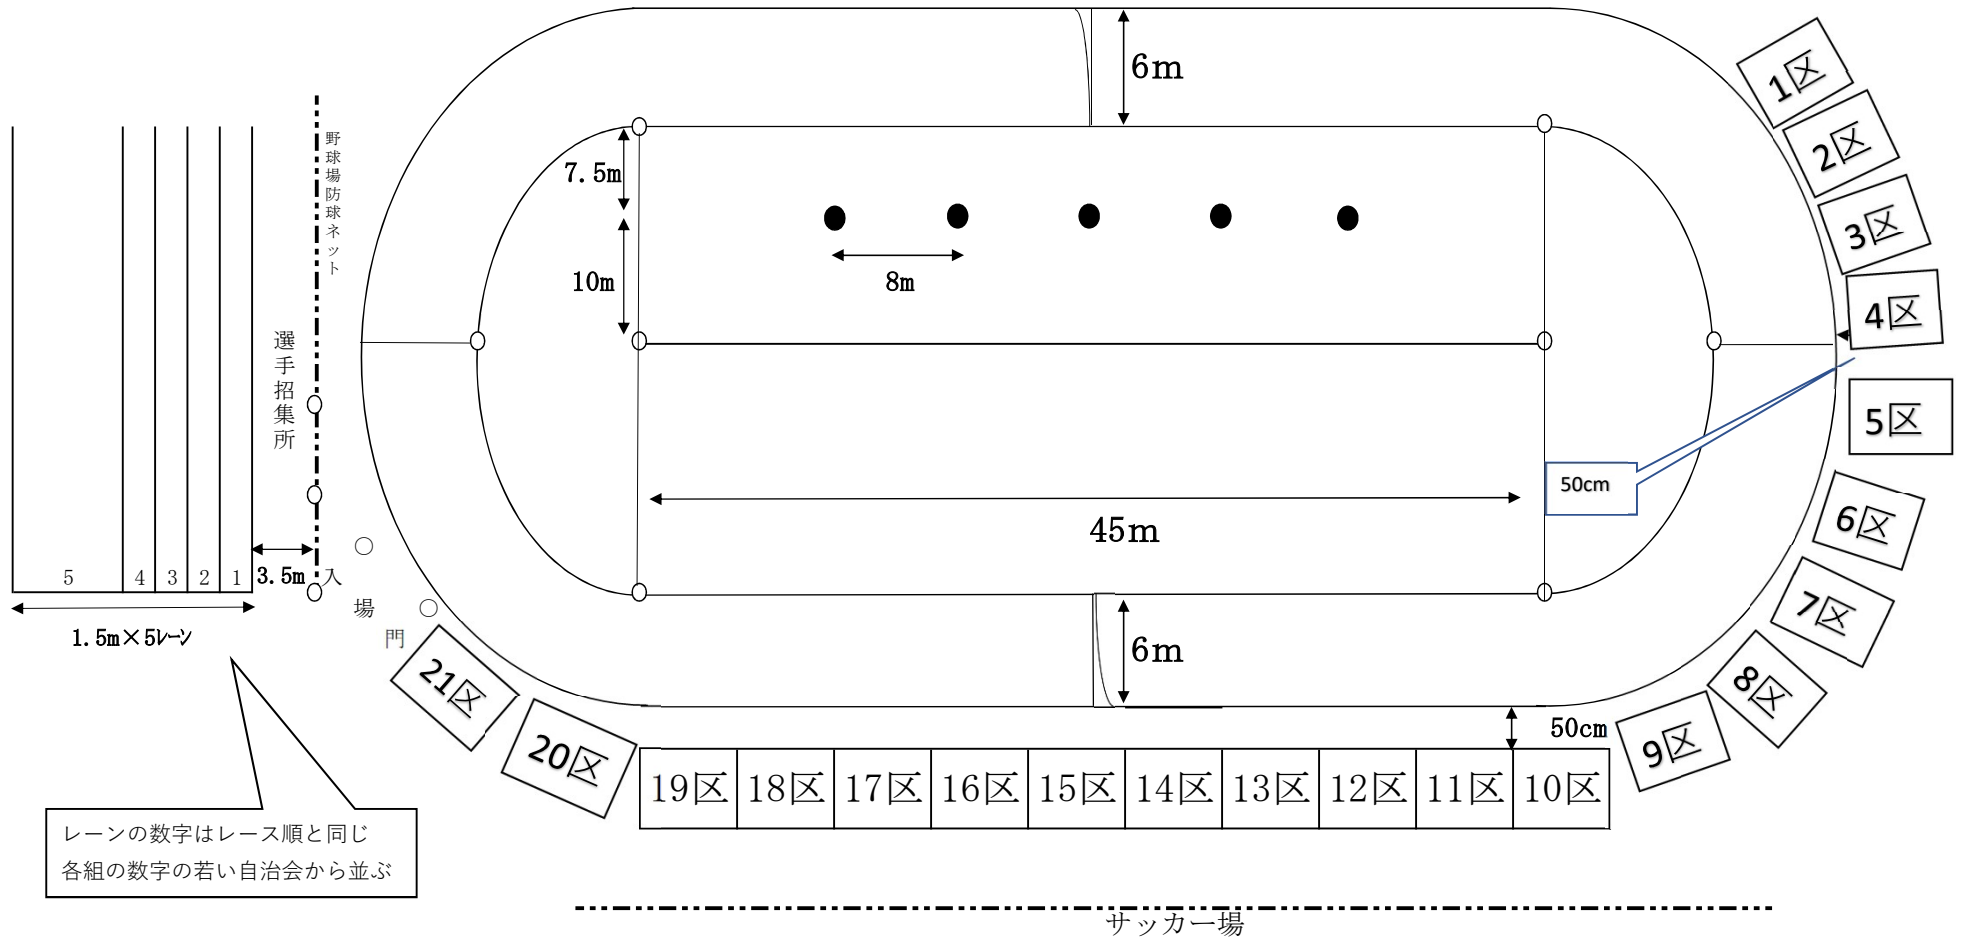 6m
1区
2区
3区
4区
5区
6区
7区
8区
9区
野球場防球ネット
7.5m
10m
8m
選手招集所
50cm
45m
5
4
3
2
1
3.5m
入場門
1.5m×5レーン
6m
50cm
21区
20区
19区
18区
17区
16区
15区
14区
13区
12区
11区
10区
レーンの数字はレース順と同じ
各組の数字の若い自治会から並ぶ
サッカー場